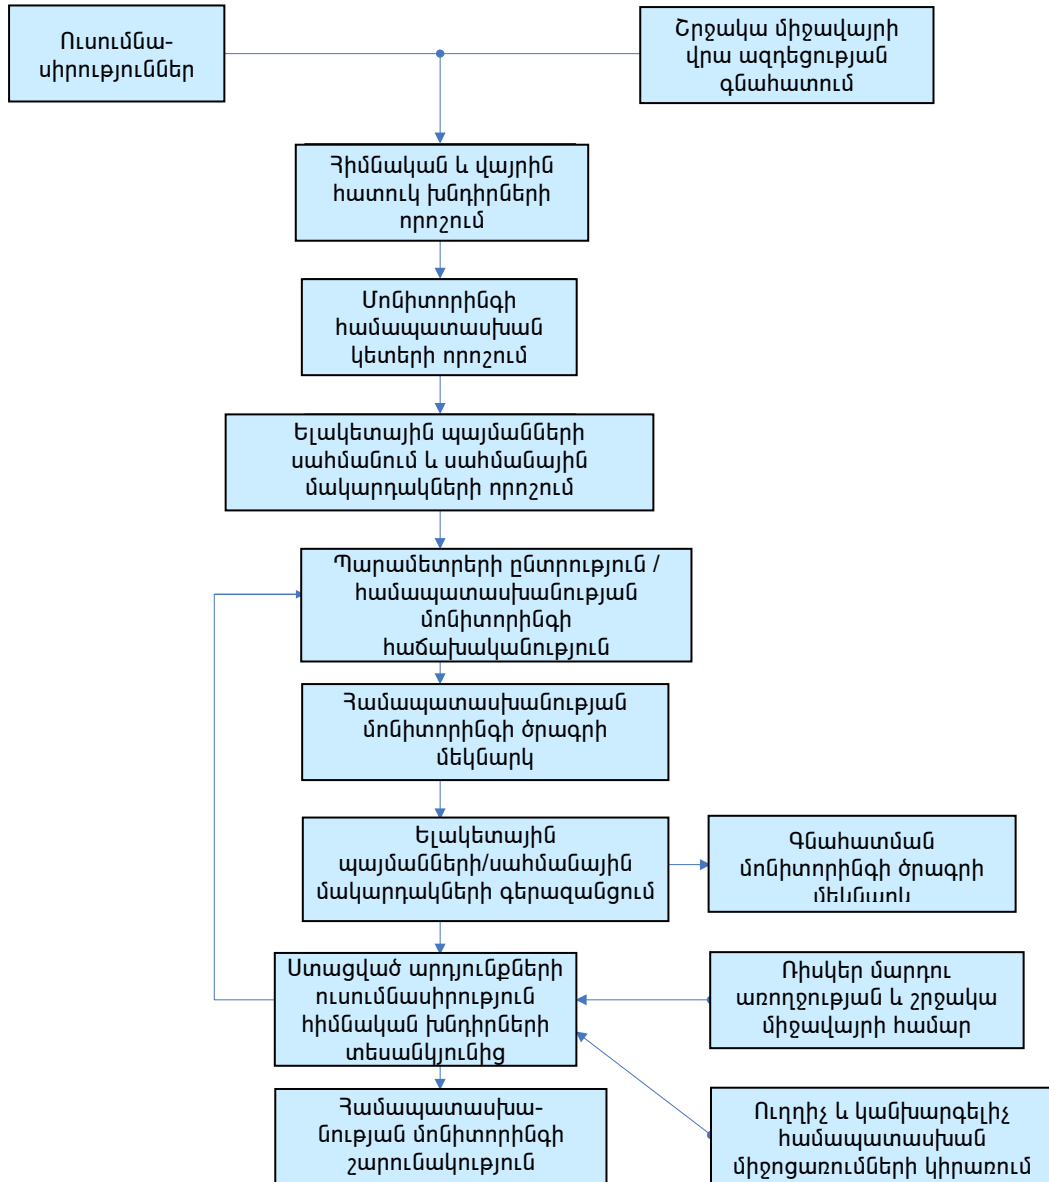 Ուսումնա-
սիրություններ
Շրջակա միջավայրի
վրա ազդեցության
գնահատում
Հիմնական և վայրին
հատուկ խնդիրների
որոշում
Մոնիտորինգի
համապատասխան
կետերի որոշում
Ելակետային պայմանների
սահմանում և սահմանային
մակարդակների որոշում
Պարամետրերի ընտրություն /
համապատասխանության
մոնիտորինգի
հաճախականություն
Համապատասխանության
մոնիտորինգի ծրագրի
մեկնարկ
Ելակետային
պայմանների/սահմանային
մակարդակների գերազանցում
Գնահատման
մոնիտորինգի ծրագրի
մեկնարկ
Ստացված արդյունքների
ուսումնասիրություն
հիմնական խնդիրների
տեսանկյունից
Ռիսկեր մարդու
առողջության և շրջակա
միջավայրի համար
Համապատասխա-
նության մոնիտորինգի
շարունակություն
Ուղղիչ և կանխարգելիչ
համապատասխան
միջոցառումների կիրառում